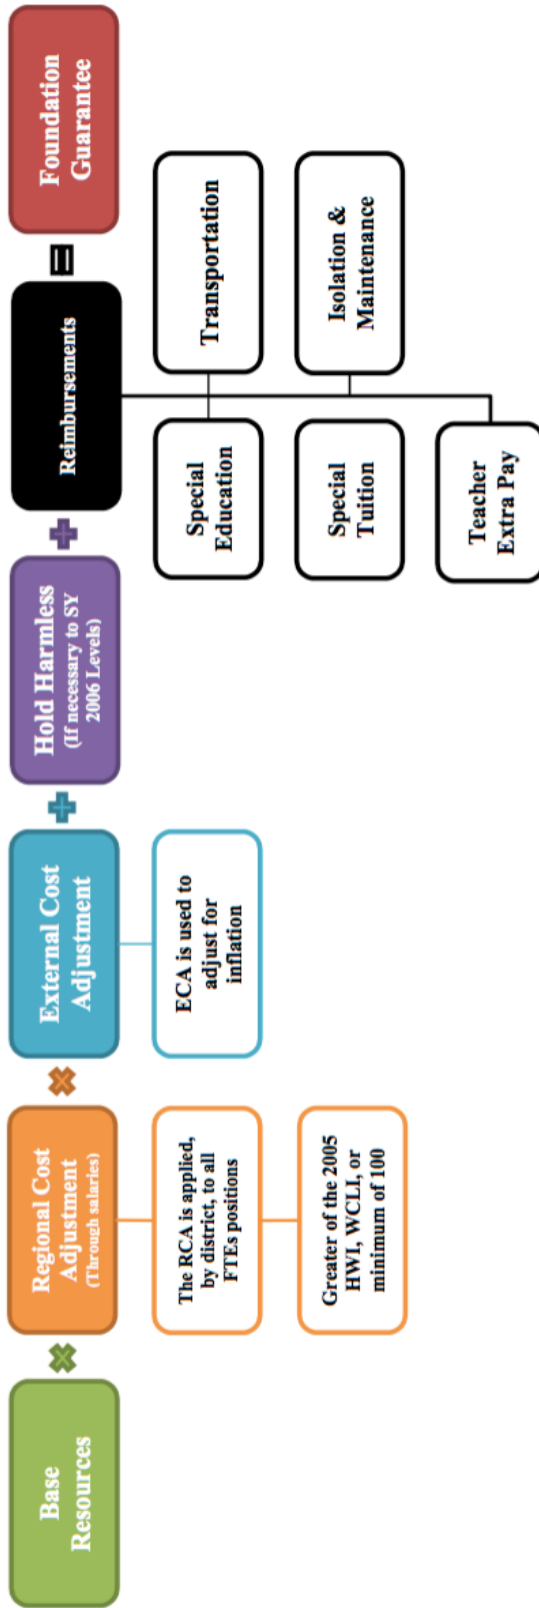 Base
Resources
Regional Cost
Adjustment
(Through salaries)
The RCA is applied,
by district, to all
FTEs positions
Greater of the 2005
HWI, WCLI, or
minimum of 100
External Cost
Adjustment
ECA is used to
adjust for
inflation
Hold Harmless
(If necessary to SY
2006 Levels)
Reimbursements
Special
Education
Transportation
Special
Tuition
Isolation &
Maintenance
Teacher
Extra Pay
Foundation
Guarantee